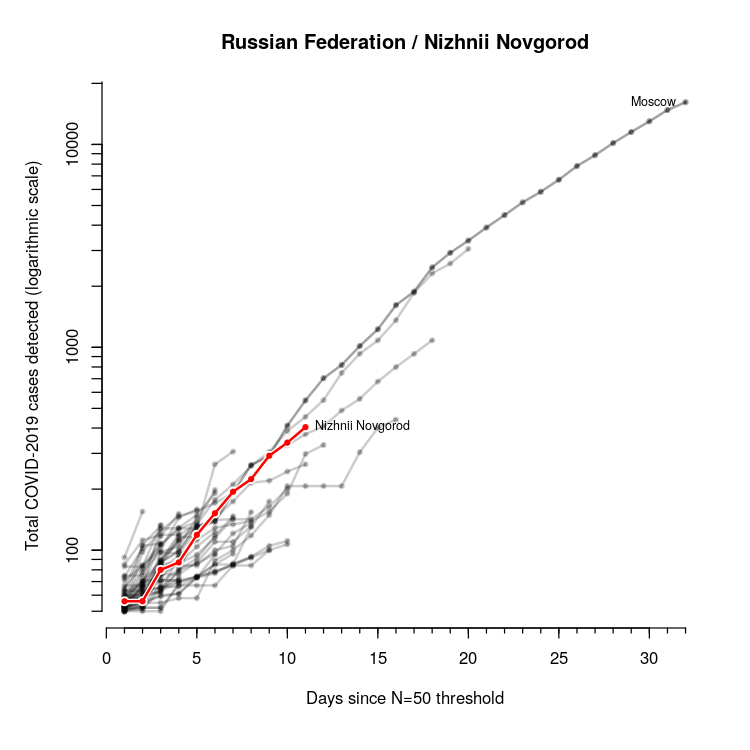 Russian Federation / Nizhnii Novgorod
Total COVID-2019 cases detected (logarithmic scale)
10000
1000
100
Moscow
Nizhnii Novgorod
0 5 10 15 20 25 30
Days since N=50 threshold